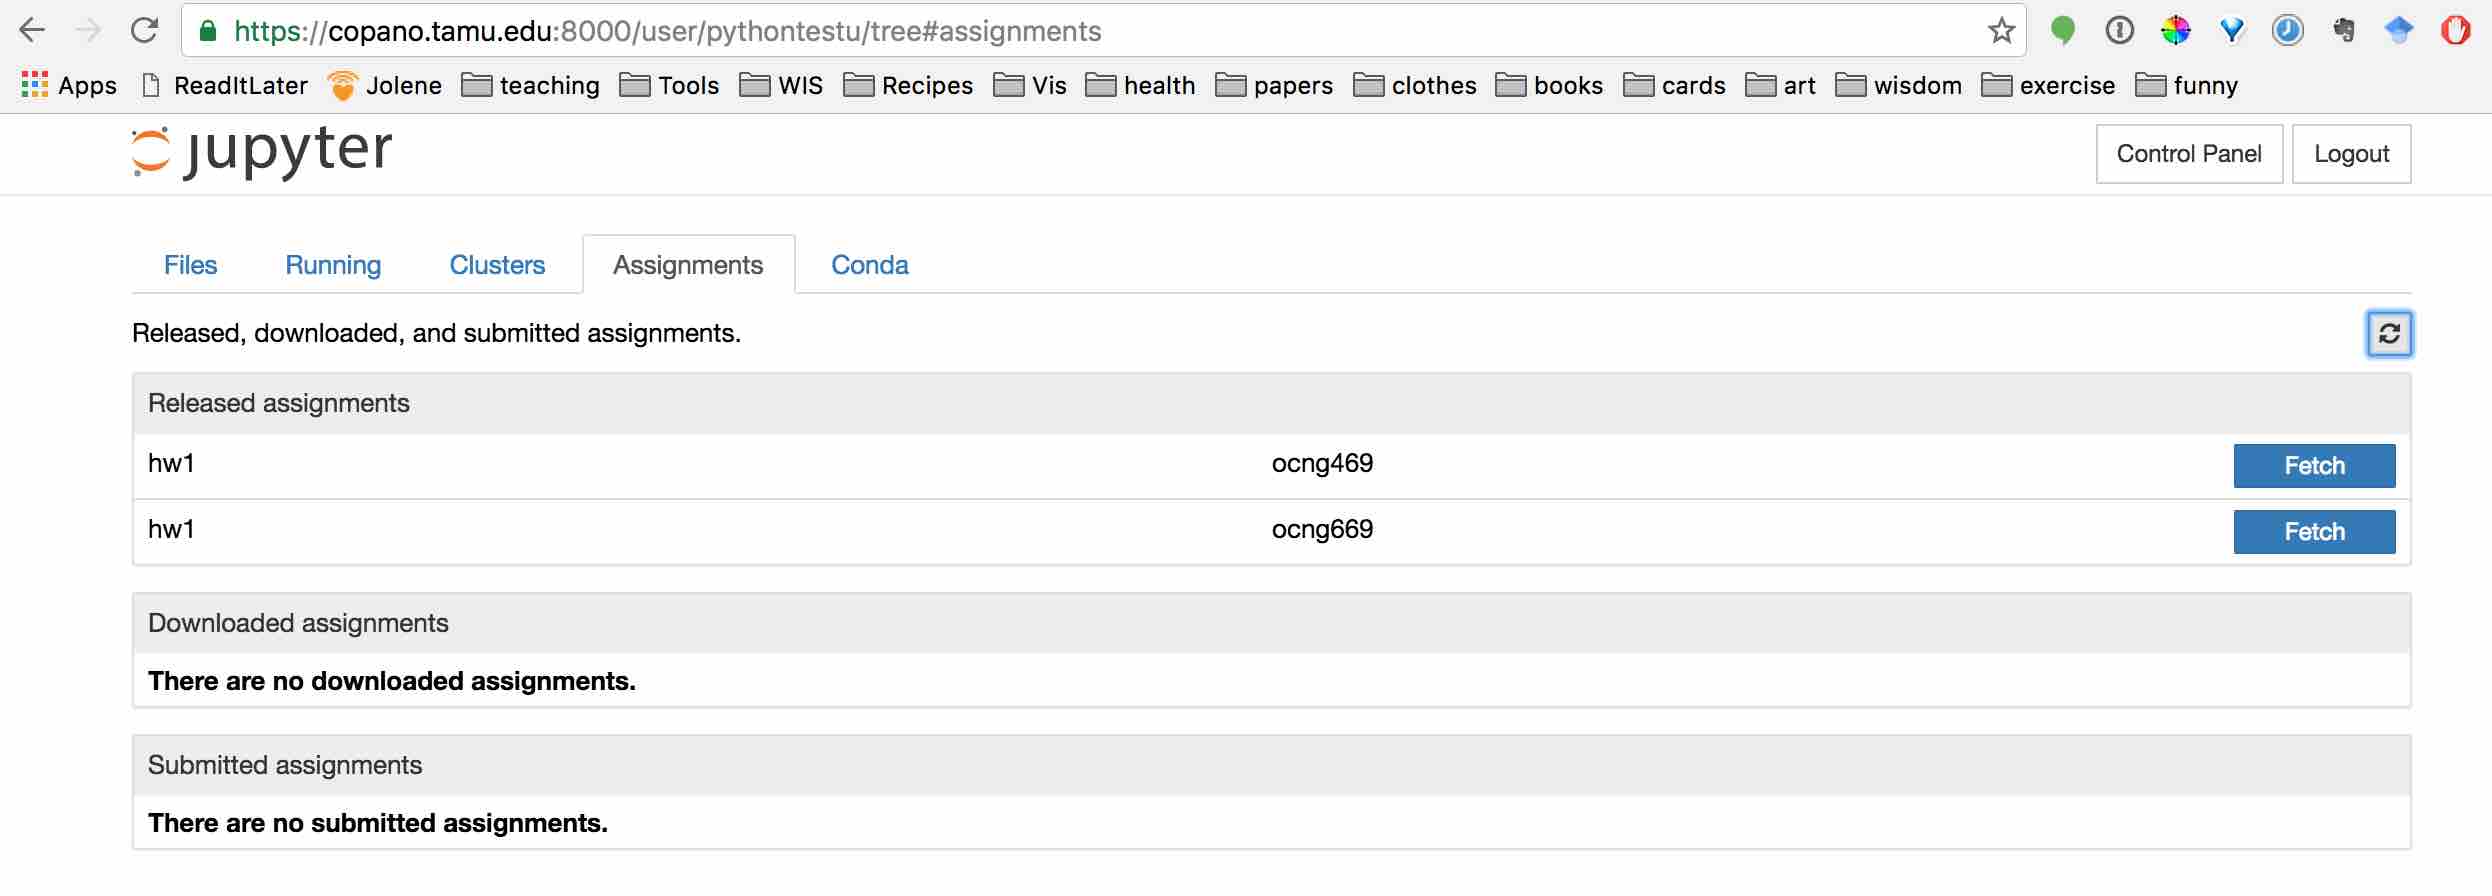 https://copano.tamu.edu:8000/user/pythontestu/tree#assignments
Apps ReadItLater Jolene teaching Tools WIS Recipes Vis health papers clothes books cards art wisdom exercise funny
jupyter Control Panel Logout
Files Running Clusters Assignments Conda
Released, downloaded, and submitted assignments.
Released assignments
hw1 ocng469 Fetch
hw1 ocng669 Fetch
Downloaded assignments
There are no downloaded assignments.
Submitted assignments
There are no submitted assignments.